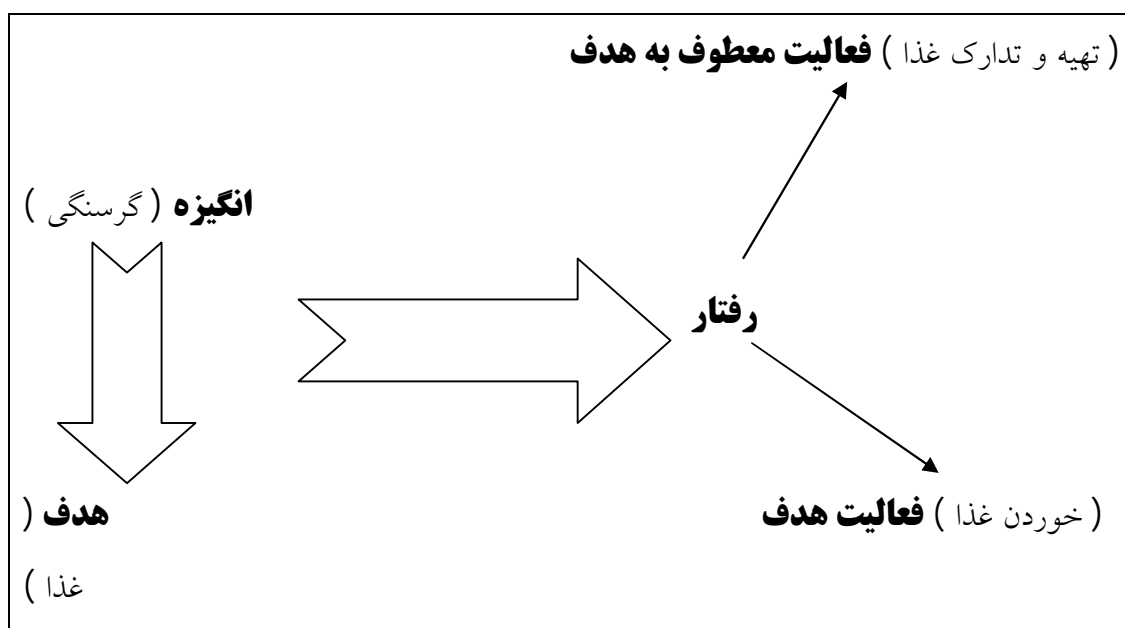 فعالیت معطوف به هدف ( تهیه و تدارک غذا )
انگیزه ( گرسنگی )
رفتار
هدف (
غذا )
فعالیت هدف ( خوردن غذا )